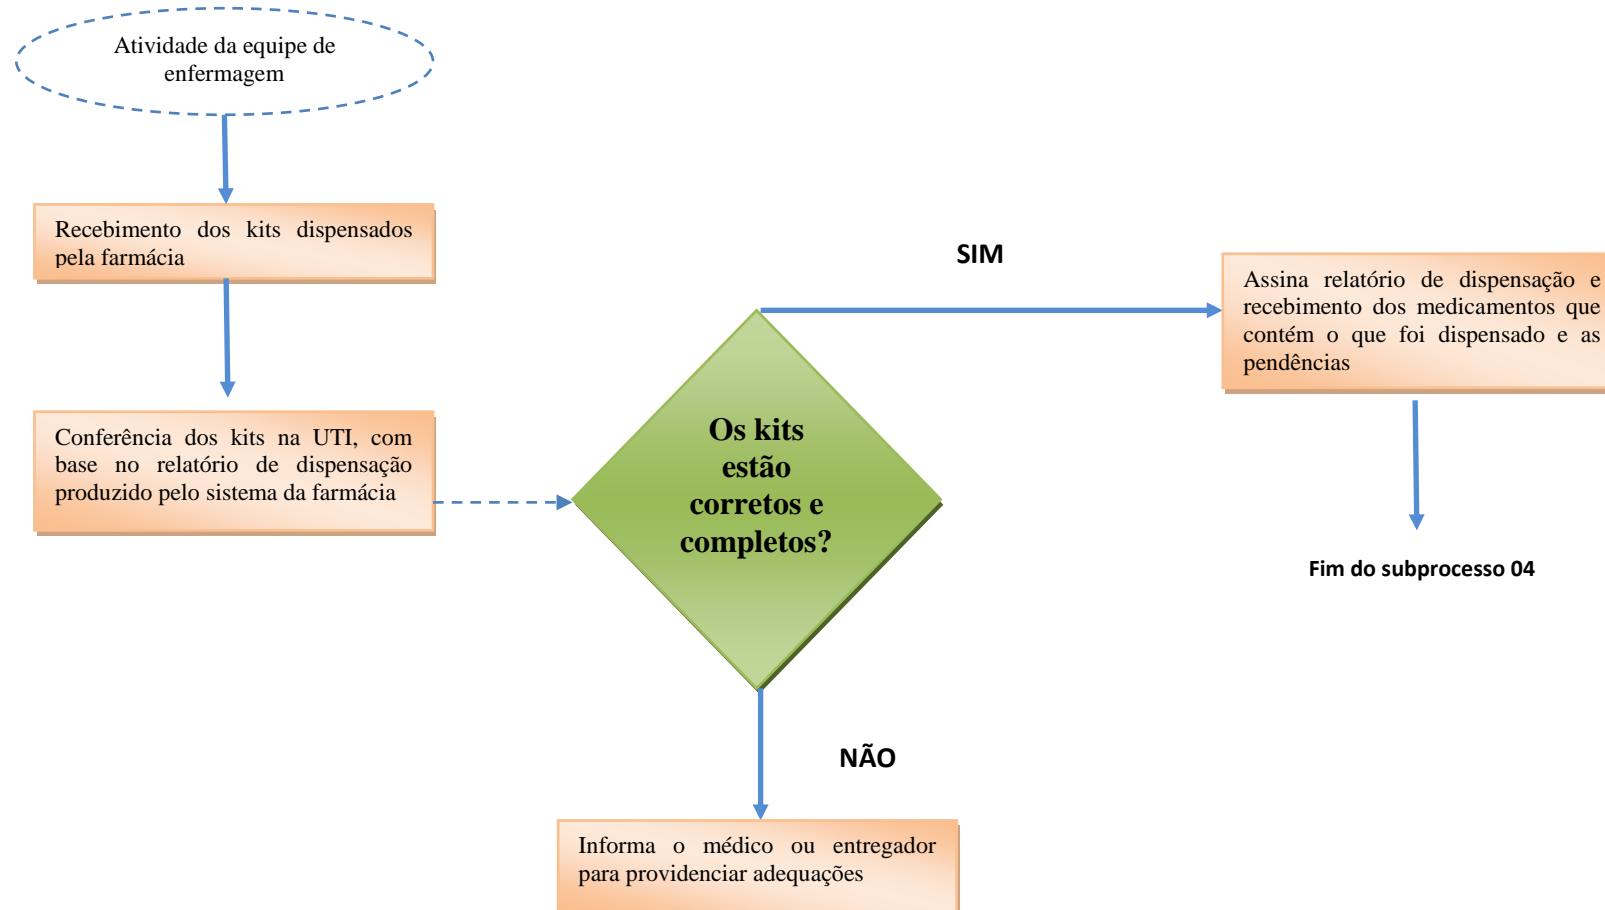 Atividade da equipe de
enfermagem
Recebimento dos kits dispensados
pela farmácia
Conferência dos kits na UTI, com
base no relatório de dispensação
produzido pelo sistema da farmácia
Os kits
estão
corretos e
completos?
SIM
Assina relatório de dispensação e
recebimento dos medicamentos que
contém o que foi dispensado e as
pendências
Fim do subprocesso 04
NÃO
Informa o médico ou entregador
para providenciar adequações